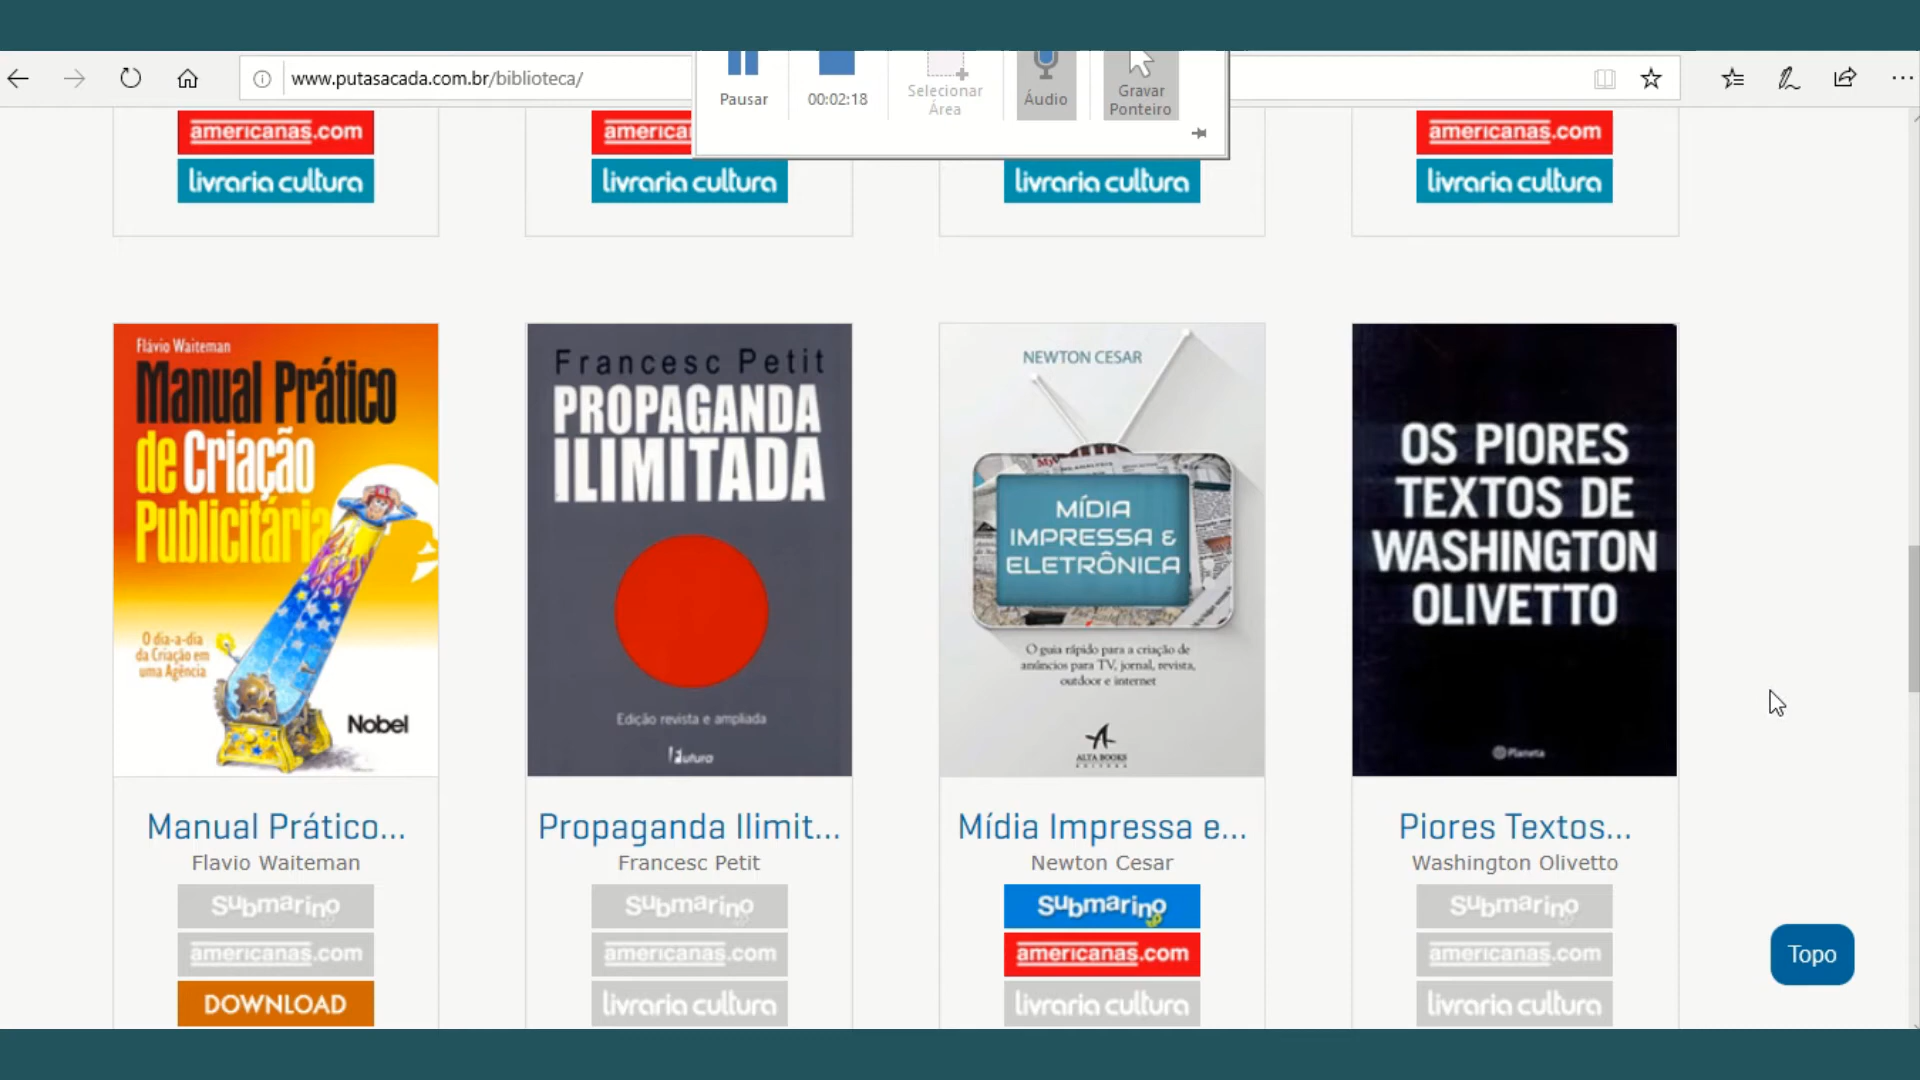 www.putasacada.com.br/biblioteca/
Pausar
00:02:18
Selecionar
Área
Áudio
Gravar
Ponteiro
americanas.com
livraria cultura
livraria cultura
livraria cultura
americanas.com
livraria cultura
Flávio Waiteman
Manual Prático
de Criação
Publicitária
O dia-a-dia
da Criação em
uma Agência
Nobel
Manual Prático...
Flavio Waiteman
submarino
americanas.com
DOWNLOAD
Francesc Petit
PROPAGANDA
ILIMITADA
Edição revista e ampliada
Futura
Propaganda Ilimit...
Francesc Petit
submarino
americanas.com
livraria cultura
NEWTON CESAR
MÍDIA
IMPRESSA &
ELETRÔNICA
O guia rápido para a criação de
anúncios para TV, jornal, revista,
outdoor e internet
ALTA BOOKS
EDITORA
Mídia Impressa e...
Newton Cesar
submarino
americanas.com
livraria cultura
OS PIORES
TEXTOS DE
WASHINGTON
OLIVETTO
Planeta
Piores Textos...
Washington Olivetto
submarino
americanas.com
livraria cultura
Topo